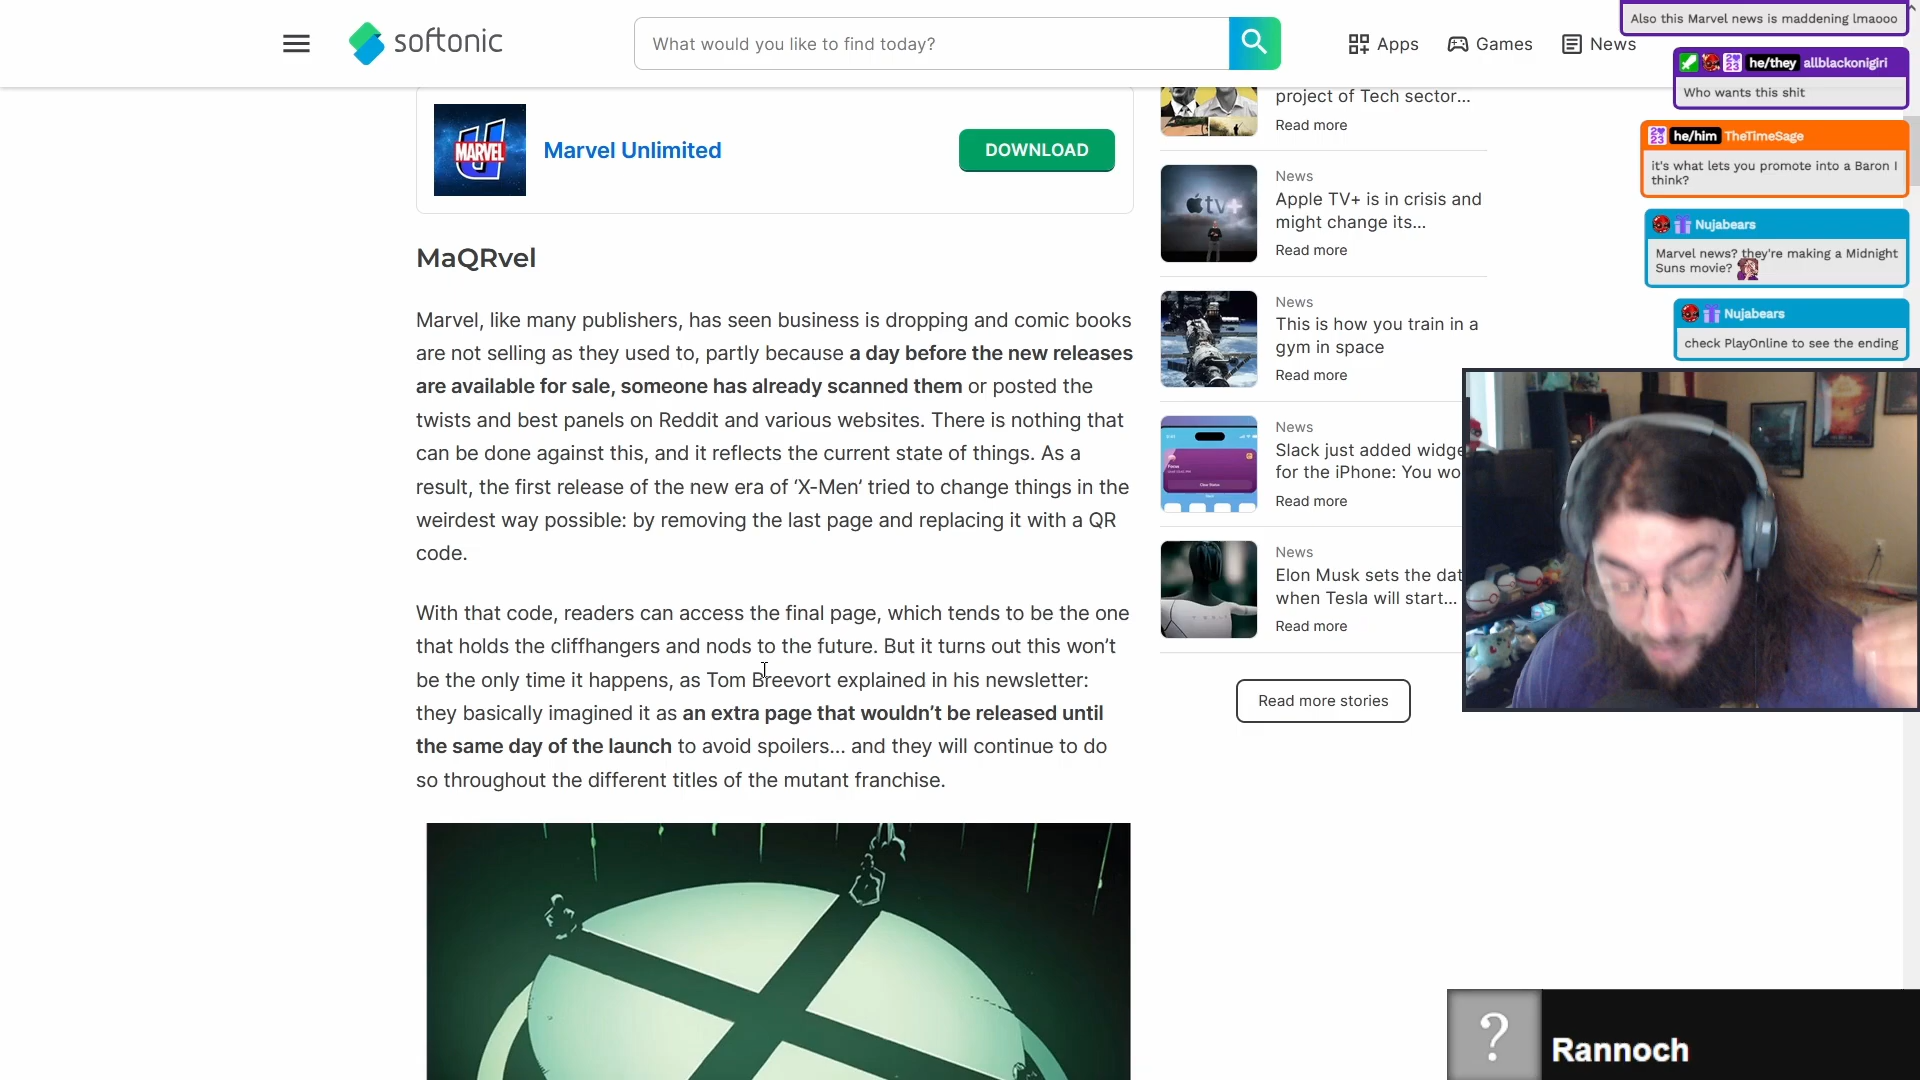 softonic
What would you like to find today?
Apps
Games
News
MARVEL
Marvel Unlimited
DOWNLOAD
MaQRvel
Marvel, like many publishers, has seen business is dropping and comic books
are not selling as they used to, partly because a day before the new releases
are available for sale, someone has already scanned them or posted the
twists and best panels on Reddit and various websites. There is nothing that
can be done against this, and it reflects the current state of things. As a
result, the first release of the new era of ‘X-Men’ tried to change things in the
weirdest way possible: by removing the last page and replacing it with a QR
code.
With that code, readers can access the final page, which tends to be the one
that holds the cliffhangers and nods to the future. But it turns out this won’t
be the only time it happens, as Tom Breevort explained in his newsletter:
they basically imagined it as an extra page that wouldn’t be released until
the same day of the launch to avoid spoilers… and they will continue to do
so throughout the different titles of the mutant franchise.
project of Tech sector...
Read more
tv+
News
Apple TV+ is in crisis and
might change its...
Read more
News
This is how you train in a
gym in space
Read more
News
Slack just added widge
for the iPhone: You wo
Read more
News
Elon Musk sets the dat
when Tesla will start...
Read more
Read more stories
Also this Marvel news is maddening lmaooo
he/they allblackonigiri
Who wants this shit
he/him TheTimeSage
it's what lets you promote into a Baron I
think?
Nujabears
Marvel news? they're making a Midnight
Suns movie?
Nujabears
check PlayOnline to see the ending
?
Rannoch